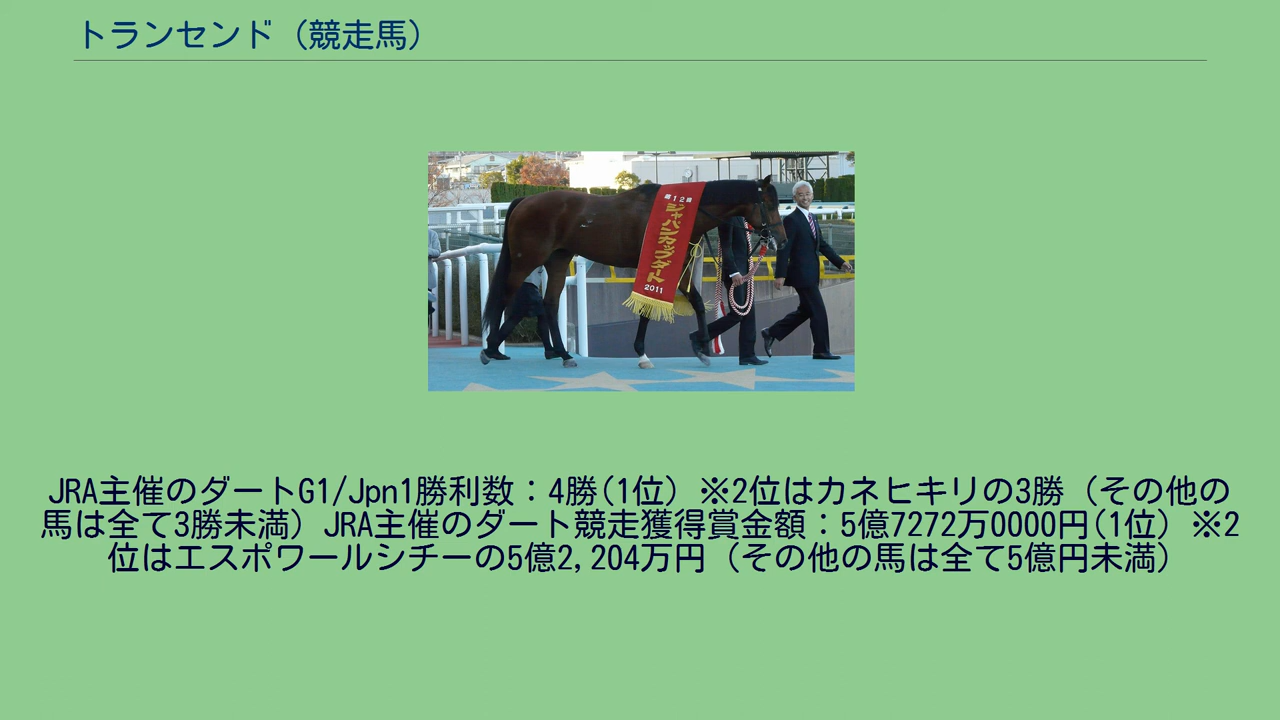 トランセンド（競走馬）
第12回
ジャパンカップダート
2011
JRA主催のダートG1/Jpn1勝利数：4勝(1位）※2位はカネヒキリの3勝（その他の
馬は全て3勝未満）JRA主催のダート競走獲得賞金額：5億7272万0000円(1位）※2
位はエスポワールシチーの5億2,204万円（その他の馬は全て5億円未満）